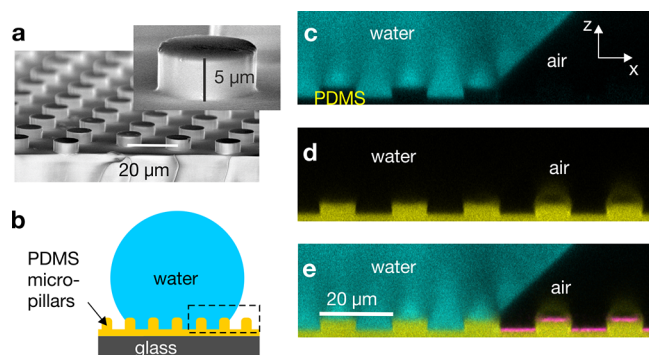 a
5 µm
20 µm
b
PDMS
micro-
pillars
water
glass
c
water
z
x
air
PDMS
d
water
air
e
water
air
20 µm